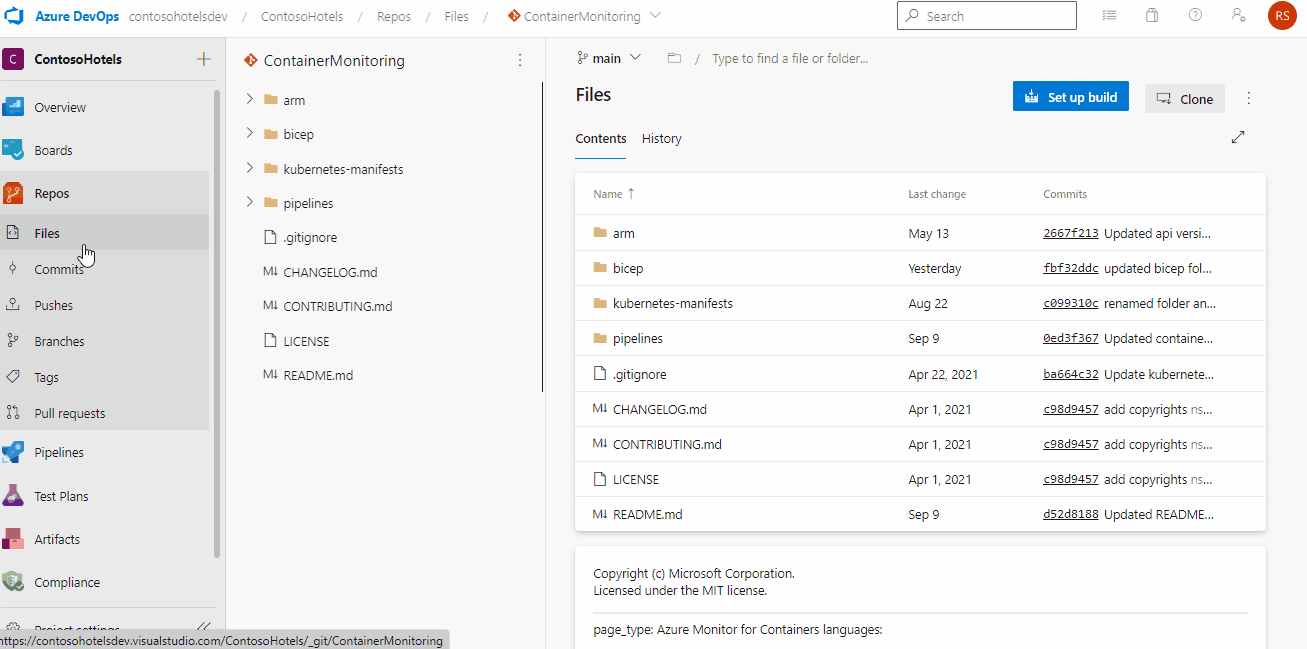 Azure DevOps contosohotelsdev / ContosoHotels / Repos / Files / ContainerMonitoring
Search
RS
C ContosoHotels
Overview
Boards
Repos
Files
Commits
Pushes
Branches
Tags
Pull requests
Pipelines
Test Plans
Artifacts
Compliance
Project settings
https://contosohotelsdev.visualstudio.com/ContosoHotels/_git/ContainerMonitoring
ContainerMonitoring
arm
bicep
kubernetes-manifests
pipelines
.gitignore
M↓ CHANGELOG.md
M↓ CONTRIBUTING.md
LICENSE
M↓ README.md
main / Type to find a file or folder...
Files
Set up build
Clone
Contents History
Name ↑ Last change Commits
arm May 13 2667f213 Updated api versi...
bicep Yesterday fbf32ddc updated bicep fol...
kubernetes-manifests Aug 22 c099310c renamed folder an...
pipelines Sep 9 0ed3f367 Updated containe...
.gitignore Apr 22, 2021 ba664c32 Update kubernete...
M↓ CHANGELOG.md Apr 1, 2021 c98d9457 add copyrights ns...
M↓ CONTRIBUTING.md Apr 1, 2021 c98d9457 add copyrights ns...
LICENSE Apr 1, 2021 c98d9457 add copyrights ns...
M↓ README.md Sep 9 d52d8188 Updated README...
Copyright (c) Microsoft Corporation.
Licensed under the MIT license.
page_type: Azure Monitor for Containers languages: